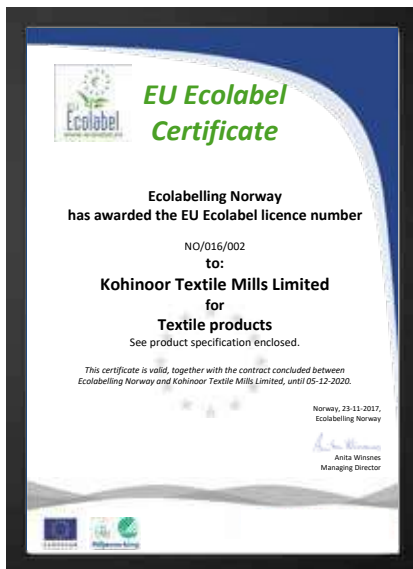 EU Ecolabel
Certificate
Ecolabel
Ecolabelling Norway
has awarded the EU Ecolabel licence number
NO/016/002
to:
Kohinoor Textile Mills Limited
for
Textile products
See product specification enclosed.
This certificate is valid, together with the contract concluded between
Ecolabelling Norway and Kohinoor Textile Mills Limited, until 05-12-2020.
Norway, 23-11-2017,
Ecolabelling Norway
Anita Winsnes
Managing Director